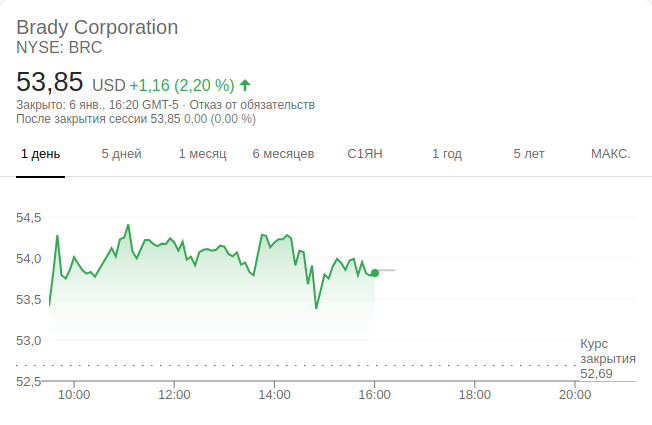 Brady Corporation
NYSE: BRC
53,85 USD +1,16 (2,20 %)
Закрыто: 6 янв., 16:20 GMT-5 · Отказ от обязательств
После закрытия сессии 53,85 0,00 (0,00 %)
1 день 5 дней 1 месяц 6 месяцев С1ЯН 1 год 5 лет МАКС.
54,5
54,0
53,5
53,0
Курс
закрытия
52,69
52,5
10:00 12:00 14:00 16:00 18:00 20:00